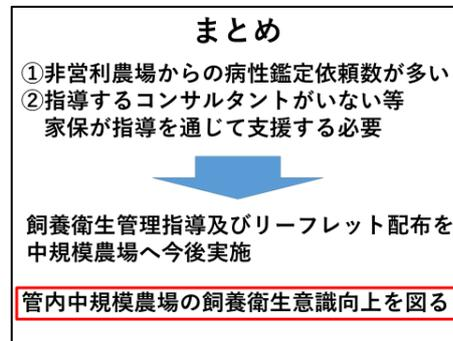 まとめ
①非営利農場からの病性鑑定依頼数が多い
②指導するコンサルタントがいない等
家保が指導を通じて支援する必要
飼養衛生管理指導及びリーフレット配布を
中規模農場へ今後実施
管内中規模農場の飼養衛生意識向上を図る